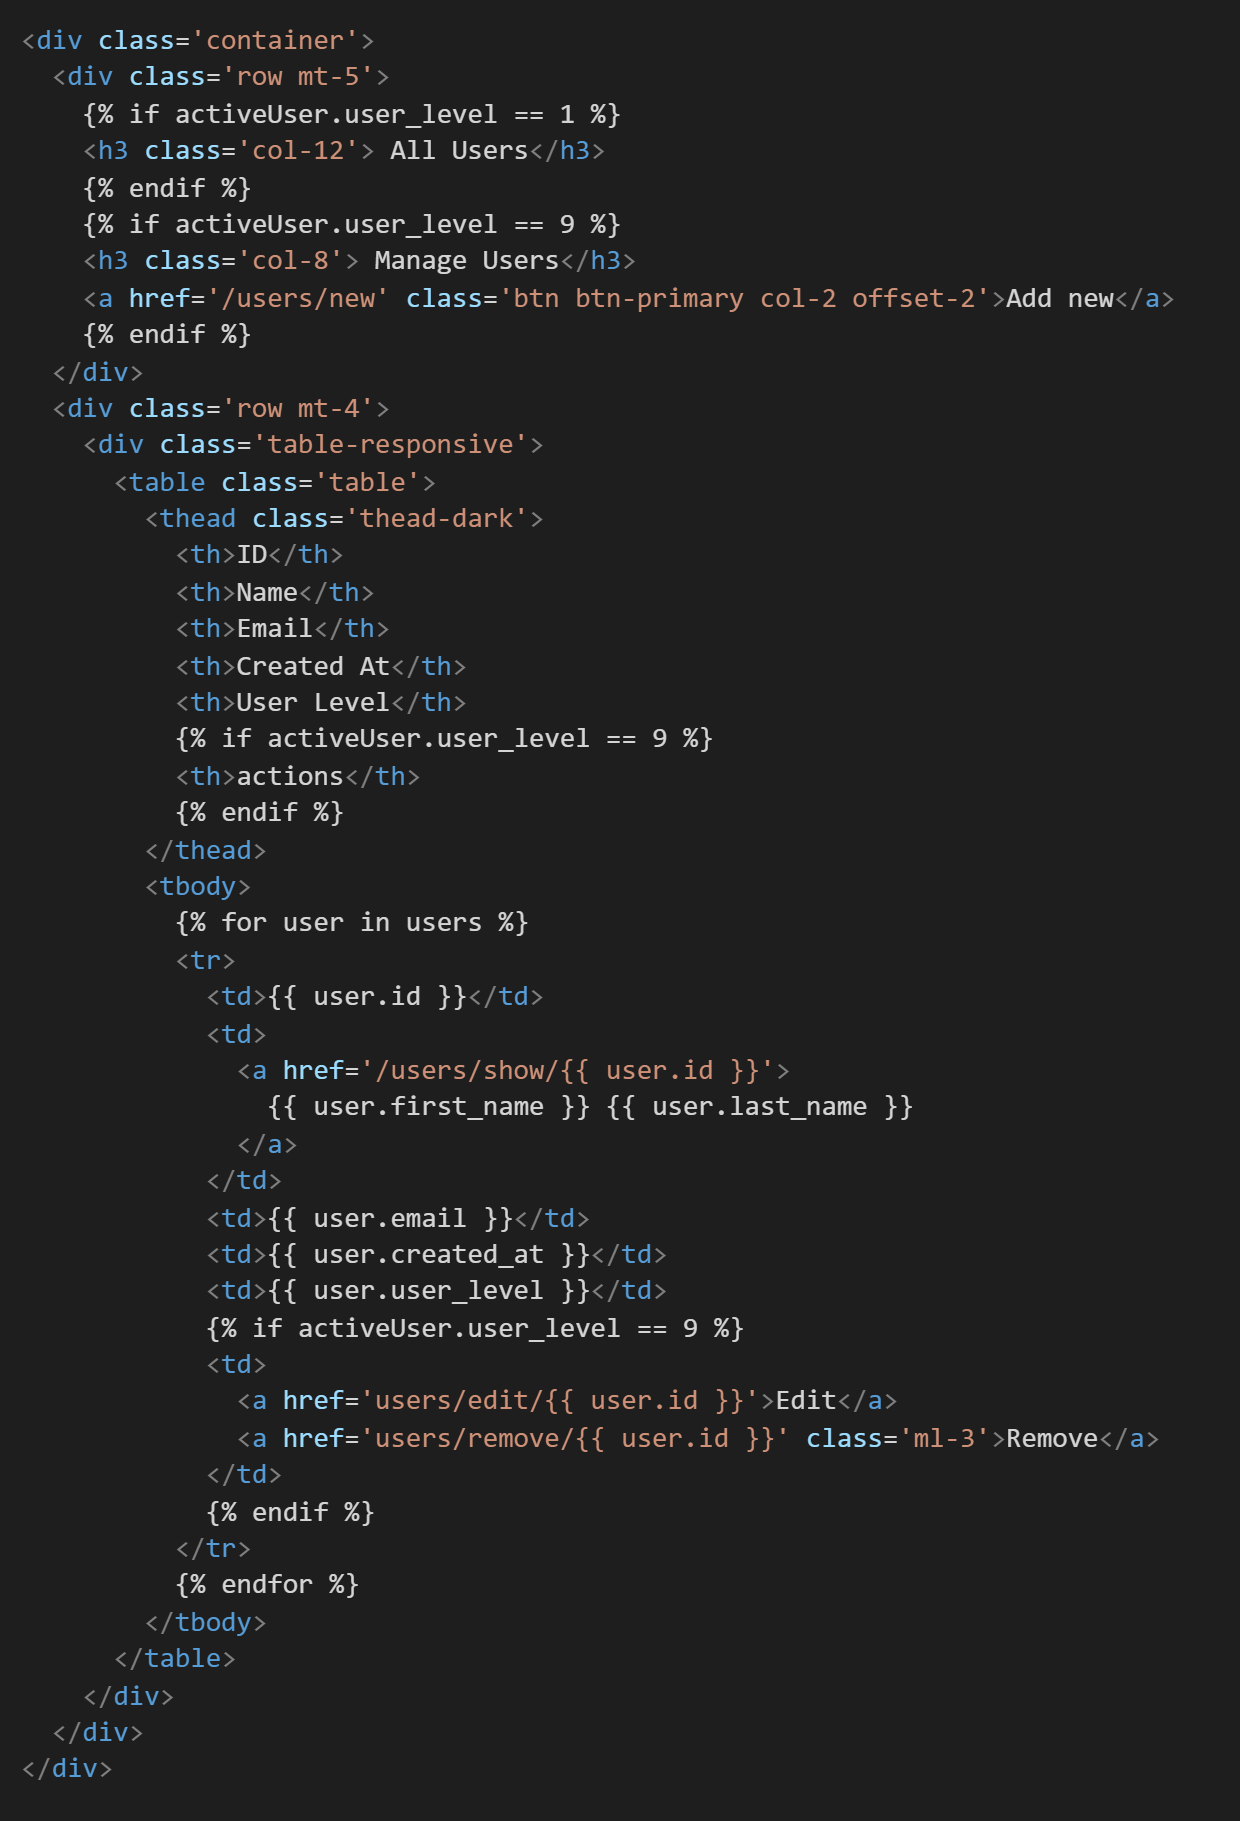 <div class='container'>
  <div class='row mt-5'>
    {% if activeUser.user_level == 1 %}
    <h3 class='col-12'> All Users</h3>
    {% endif %}
    {% if activeUser.user_level == 9 %}
    <h3 class='col-8'> Manage Users</h3>
    <a href='/users/new' class='btn btn-primary col-2 offset-2'>Add new</a>
    {% endif %}
  </div>
  <div class='row mt-4'>
    <div class='table-responsive'>
      <table class='table'>
        <thead class='thead-dark'>
          <th>ID</th>
          <th>Name</th>
          <th>Email</th>
          <th>Created At</th>
          <th>User Level</th>
          {% if activeUser.user_level == 9 %}
          <th>actions</th>
          {% endif %}
        </thead>
        <tbody>
          {% for user in users %}
          <tr>
            <td>{{ user.id }}</td>
            <td>
              <a href='/users/show/{{ user.id }}'>
                {{ user.first_name }} {{ user.last_name }}
              </a>
            </td>
            <td>{{ user.email }}</td>
            <td>{{ user.created_at }}</td>
            <td>{{ user.user_level }}</td>
            {% if activeUser.user_level == 9 %}
            <td>
              <a href='users/edit/{{ user.id }}'>Edit</a>
              <a href='users/remove/{{ user.id }}' class='ml-3'>Remove</a>
            </td>
            {% endif %}
          </tr>
          {% endfor %}
        </tbody>
      </table>
    </div>
  </div>
</div>